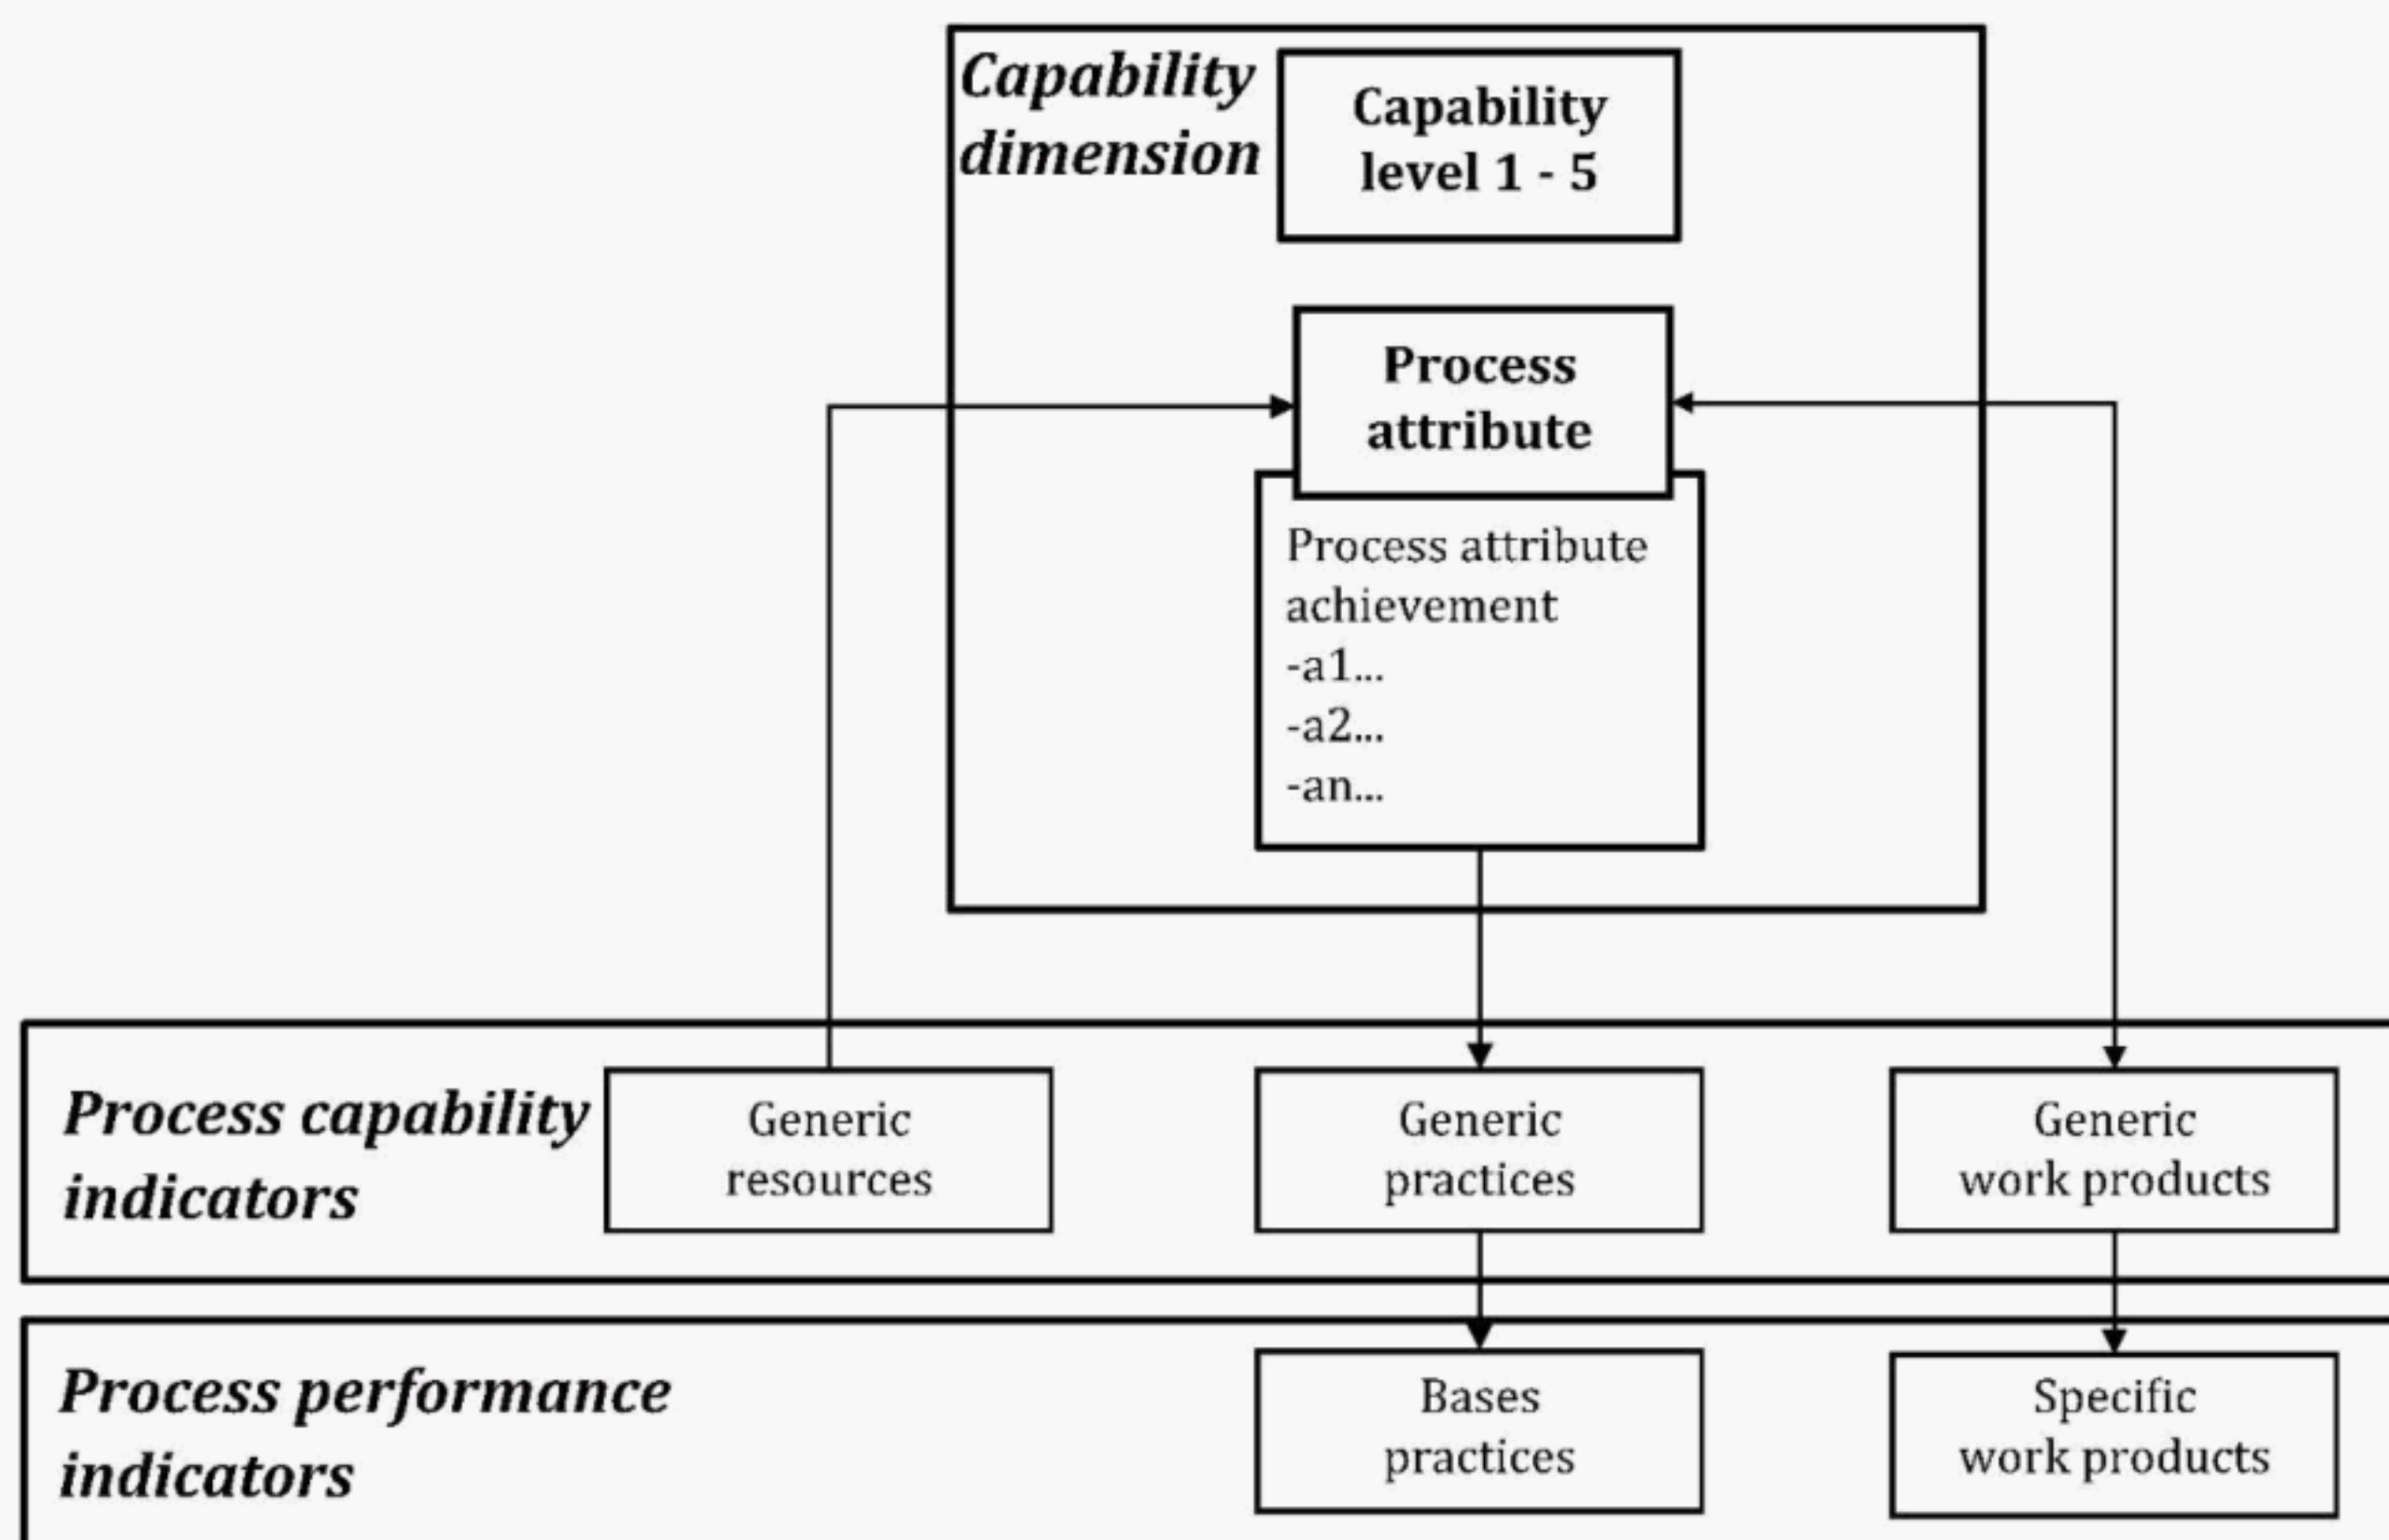 Capability
dimension
Capability
level 1 - 5
Process
attribute
Process attribute
achievement
-a1...
-a2...
-an...
Process capability
indicators
Generic
resources
Generic
practices
Generic
work products
Process performance
indicators
Bases
practices
Specific
work products